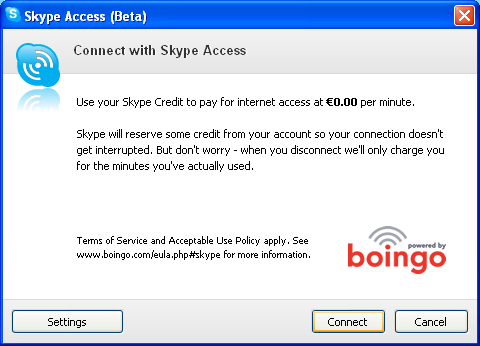 Skype Access (Beta)
Connect with Skype Access
Use your Skype Credit to pay for internet access at €0.00 per minute.
Skype will reserve some credit from your account so your connection doesn't
get interrupted. But don't worry - when you disconnect we'll only charge you
for the minutes you've actually used.
Terms of Service and Acceptable Use Policy apply. See
www.boingo.com/eula.php#skype for more information.
powered by
boingo
Settings
Connect
Cancel